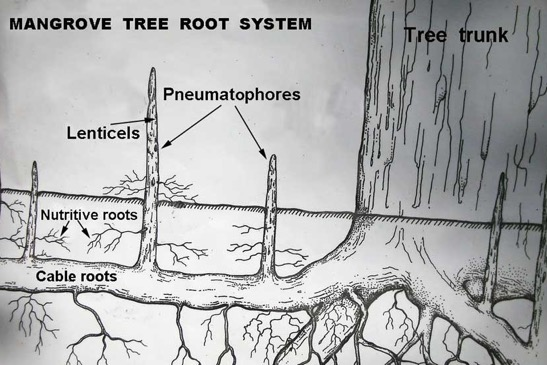 MANGROVE TREE ROOT SYSTEM
Tree trunk
Pneumatophores
Lenticels
Nutritive roots
Cable roots